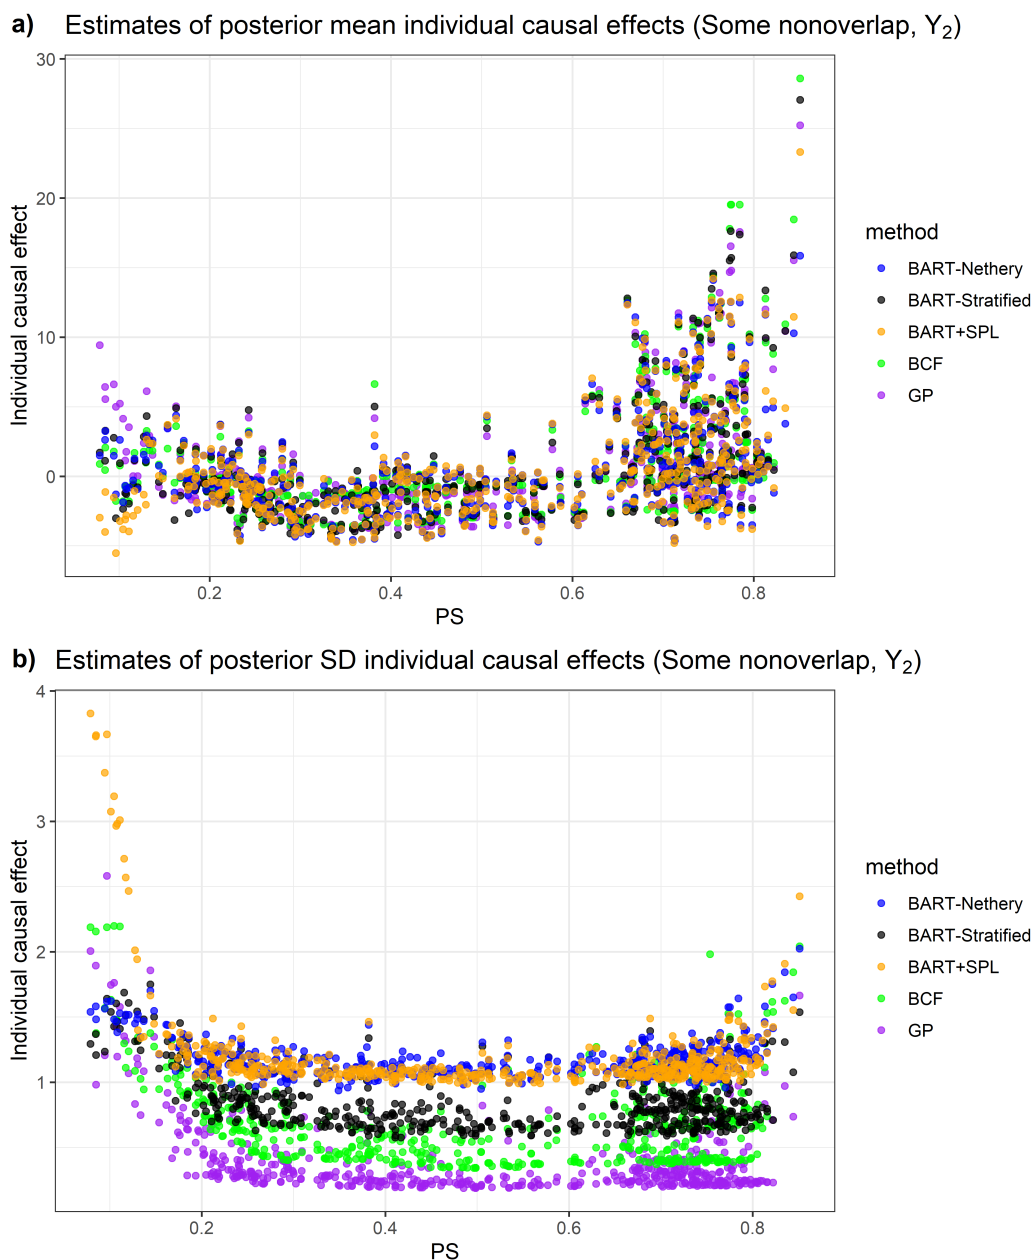 a) Estimates of posterior mean individual causal effects (Some nonoverlap, Y₂)
30
20
10
0
Individual causal effect
0.2 0.4 0.6 0.8
PS
method
BART-Nethery
BART-Stratified
BART+SPL
BCF
GP
b) Estimates of posterior SD individual causal effects (Some nonoverlap, Y₂)
4
3
2
1
Individual causal effect
0.2 0.4 0.6 0.8
PS
method
BART-Nethery
BART-Stratified
BART+SPL
BCF
GP